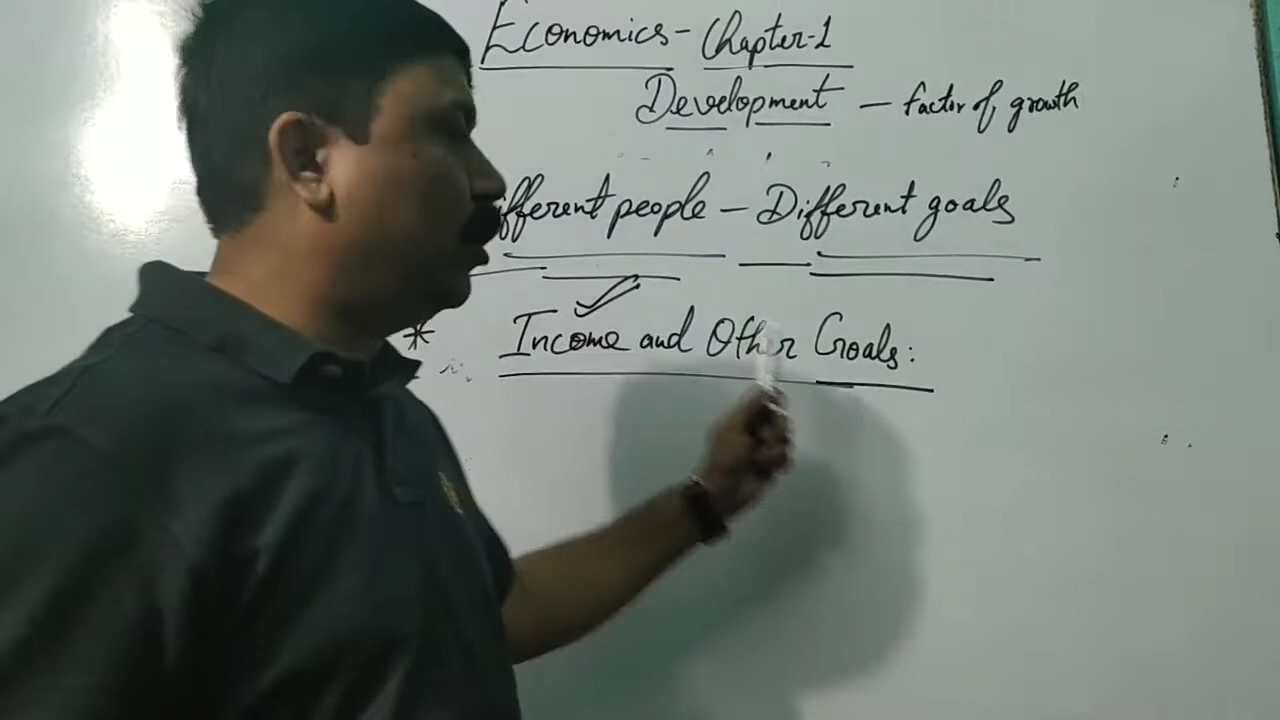 Economics - Chapter-1
Development - factor of growth
ifferent people - Different goals
* Income and Other Goals: